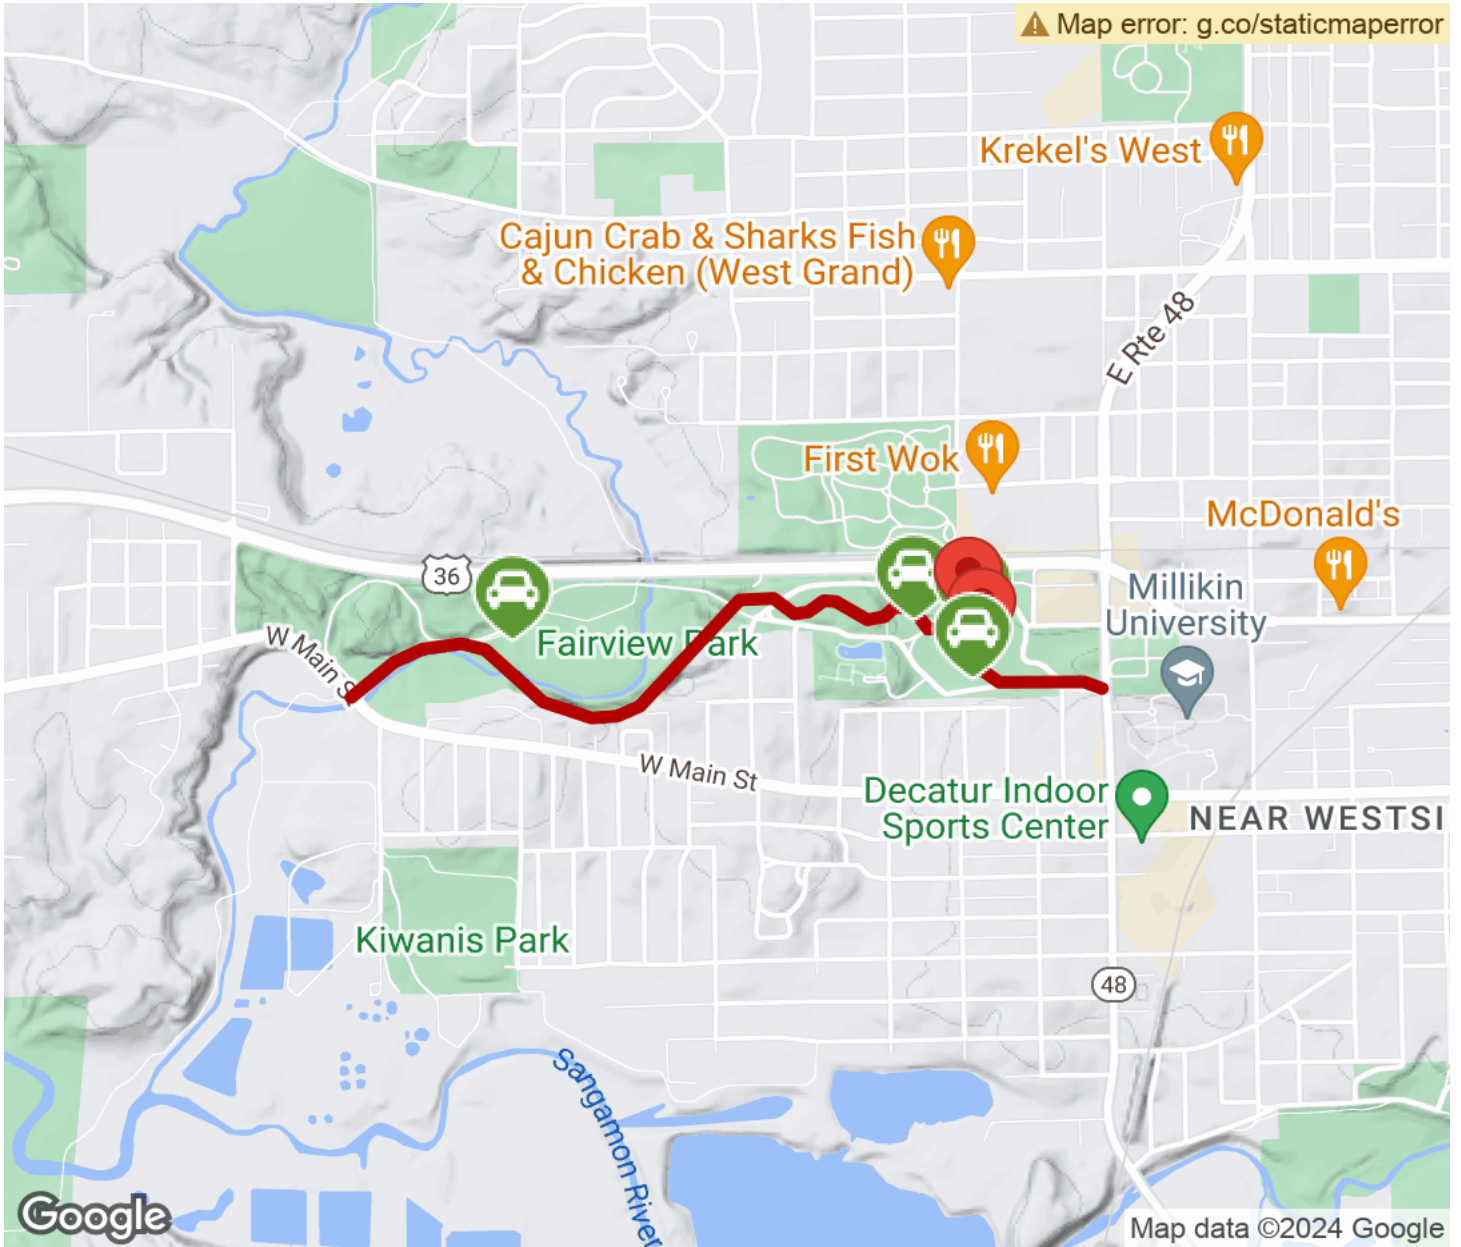 Map error: g.co/staticmaperror
Krekel's West
Cajun Crab & Sharks Fish
& Chicken (West Grand)
E Rte 48
First Wok
McDonald's
36
Millikin
University
Fairview Park
W Main St
W Main St
Decatur Indoor
Sports Center
NEAR WESTSI
Kiwanis Park
48
Sangamon River
Google
Map data ©2024 Google